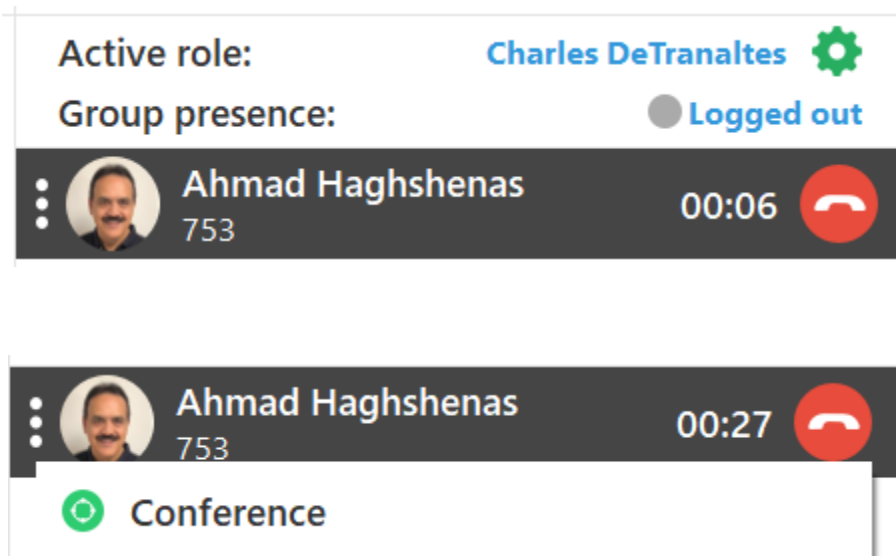 Active role: Charles DeTranaltes
Group presence: Logged out
Ahmad Haghshenas 00:06
753
Ahmad Haghshenas 00:27
753
Conference